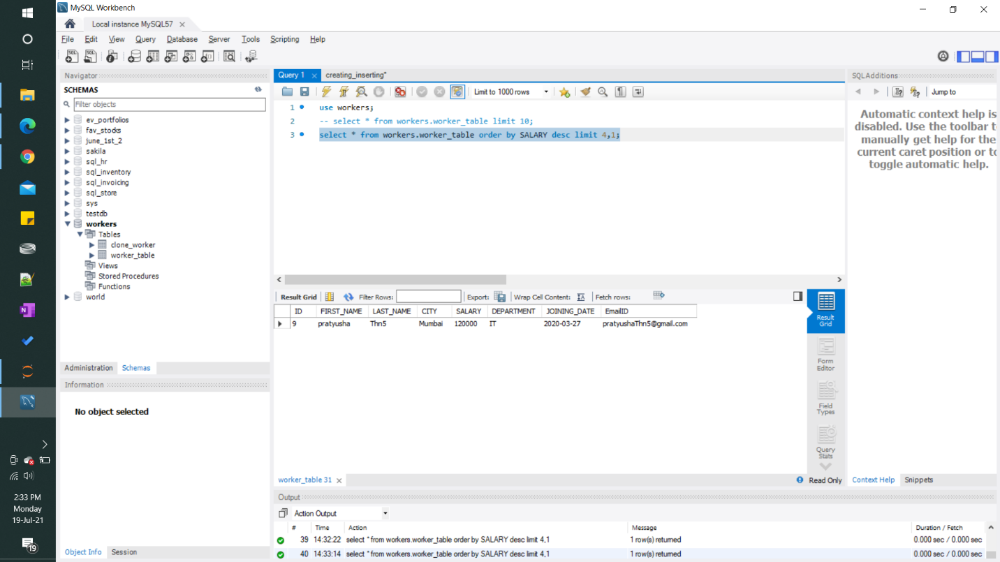 MySQL Workbench
Local instance MySQL57
File Edit View Query Database Server Tools Scripting Help
Navigator
SCHEMAS
Filter objects
ev_portfolios
fav_stocks
june_1st_2
sakila
sql_hr
sql_inventory
sql_invoicing
sql_store
sys
testdb
workers
Tables
clone_worker
worker_table
Views
Stored Procedures
Functions
world
Administration Schemas
Information
No object selected
Object Info Session
Query 1 creating_inserting*
Limit to 1000 rows
1 use workers;
2 -- select * from workers.worker_table limit 10;
3 select * from workers.worker_table order by SALARY desc limit 4,1;
Result Grid Filter Rows: Export: Wrap Cell Content: Fetch rows:
ID FIRST_NAME LAST_NAME CITY SALARY DEPARTMENT JOINING_DATE EmailID
9 pratyusha Thn5 Mumbai 120000 IT 2020-03-27 pratyushaThn5@gmail.com
Result
Grid
Form
Editor
Field
Types
Query
Stats
worker_table 31
Read Only
SQLAdditions
Jump to
Automatic context help is
disabled. Use the toolbar t
manually get help for the
current caret position or to
toggle automatic help.
Context Help Snippets
Output
Action Output
# Time Action Message Duration / Fetch
39 14:32:22 select * from workers.worker_table order by SALARY desc limit 4,1 1 row(s) returned 0.000 sec / 0.000 sec
40 14:33:14 select * from workers.worker_table order by SALARY desc limit 4,1 1 row(s) returned 0.000 sec / 0.000 sec
2:33 PM
Monday
19-Jul-21
19